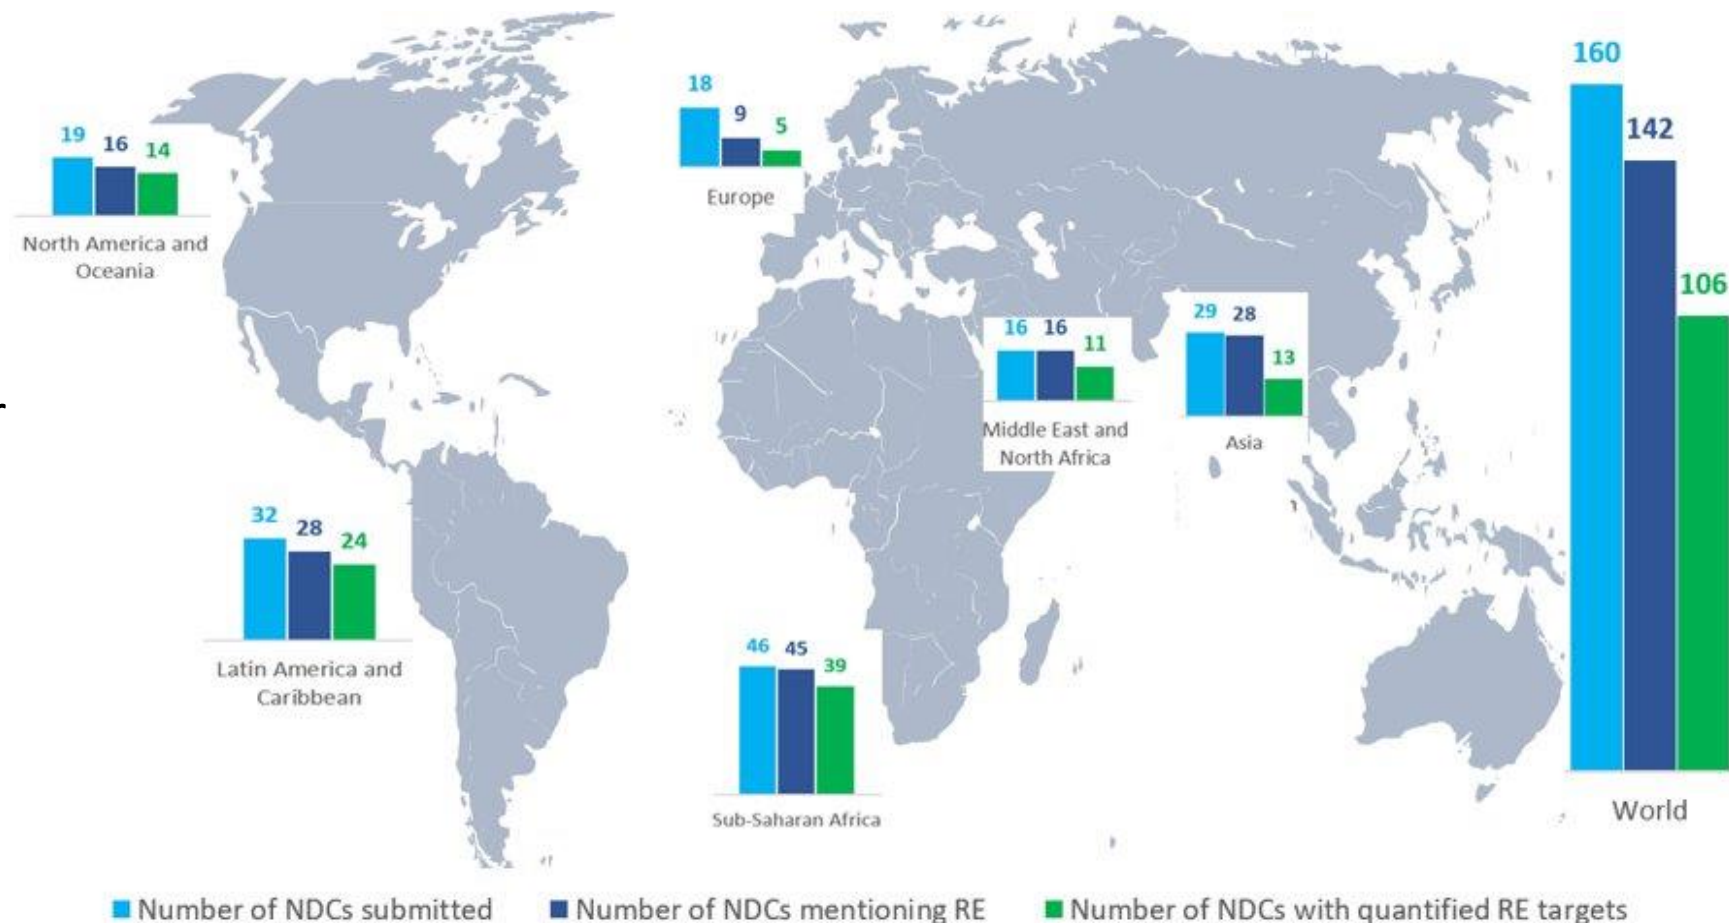 160
142
106
World
18
9
5
Europe
19
16
14
North America and
Oceania
16 16
11
Middle East and
North Africa
29
28
13
Asia
32
28
24
Latin America and
Caribbean
46
45
39
Sub-Saharan Africa
Number of NDCs submitted
Number of NDCs mentioning RE
Number of NDCs with quantified RE targets